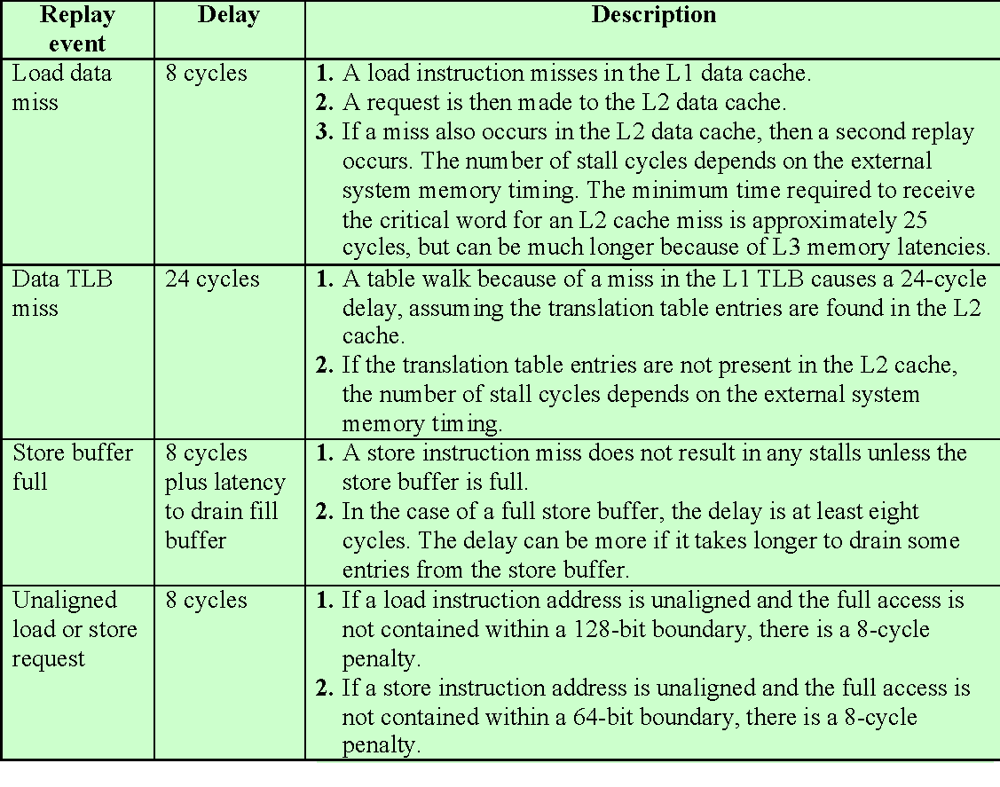 Replay event
Delay
Description
Load data miss
8 cycles
1. A load instruction misses in the L1 data cache.
2. A request is then made to the L2 data cache.
3. If a miss also occurs in the L2 data cache, then a second replay
occurs. The number of stall cycles depends on the external
system memory timing. The minimum time required to receive
the critical word for an L2 cache miss is approximately 25
cycles, but can be much longer because of L3 memory latencies.
Data TLB
miss
24 cycles
1. A table walk because of a miss in the L1 TLB causes a 24-cycle
delay, assuming the translation table entries are found in the L2
cache.
2. If the translation table entries are not present in the L2 cache,
the number of stall cycles depends on the external system
memory timing.
Store buffer
full
8 cycles
plus latency
to drain fill
buffer
1. A store instruction miss does not result in any stalls unless the
store buffer is full.
2. In the case of a full store buffer, the delay is at least eight
cycles. The delay can be more if it takes longer to drain some
entries from the store buffer.
Unaligned
load or store
request
8 cycles
1. If a load instruction address is unaligned and the full access is
not contained within a 128-bit boundary, there is a 8-cycle
penalty.
2. If a store instruction address is unaligned and the full access is
not contained within a 64-bit boundary, there is a 8-cycle
penalty.